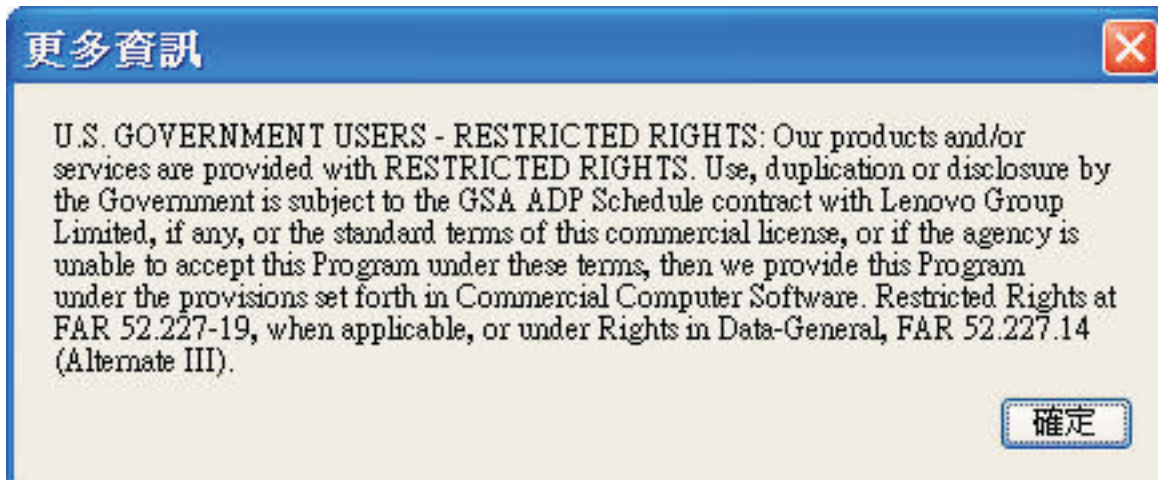 更多資訊
U.S. GOVERNMENT USERS - RESTRICTED RIGHTS: Our products and/or
services are provided with RESTRICTED RIGHTS. Use, duplication or disclosure by
the Government is subject to the GSA ADP Schedule contract with Lenovo Group
Limited, if any, or the standard terms of this commercial license, or if the agency is
unable to accept this Program under these terms, then we provide this Program
under the provisions set forth in Commercial Computer Software. Restricted Rights at
FAR 52.227-19, when applicable, or under Rights in Data-General, FAR 52.227.14
(Alternate III).
確定